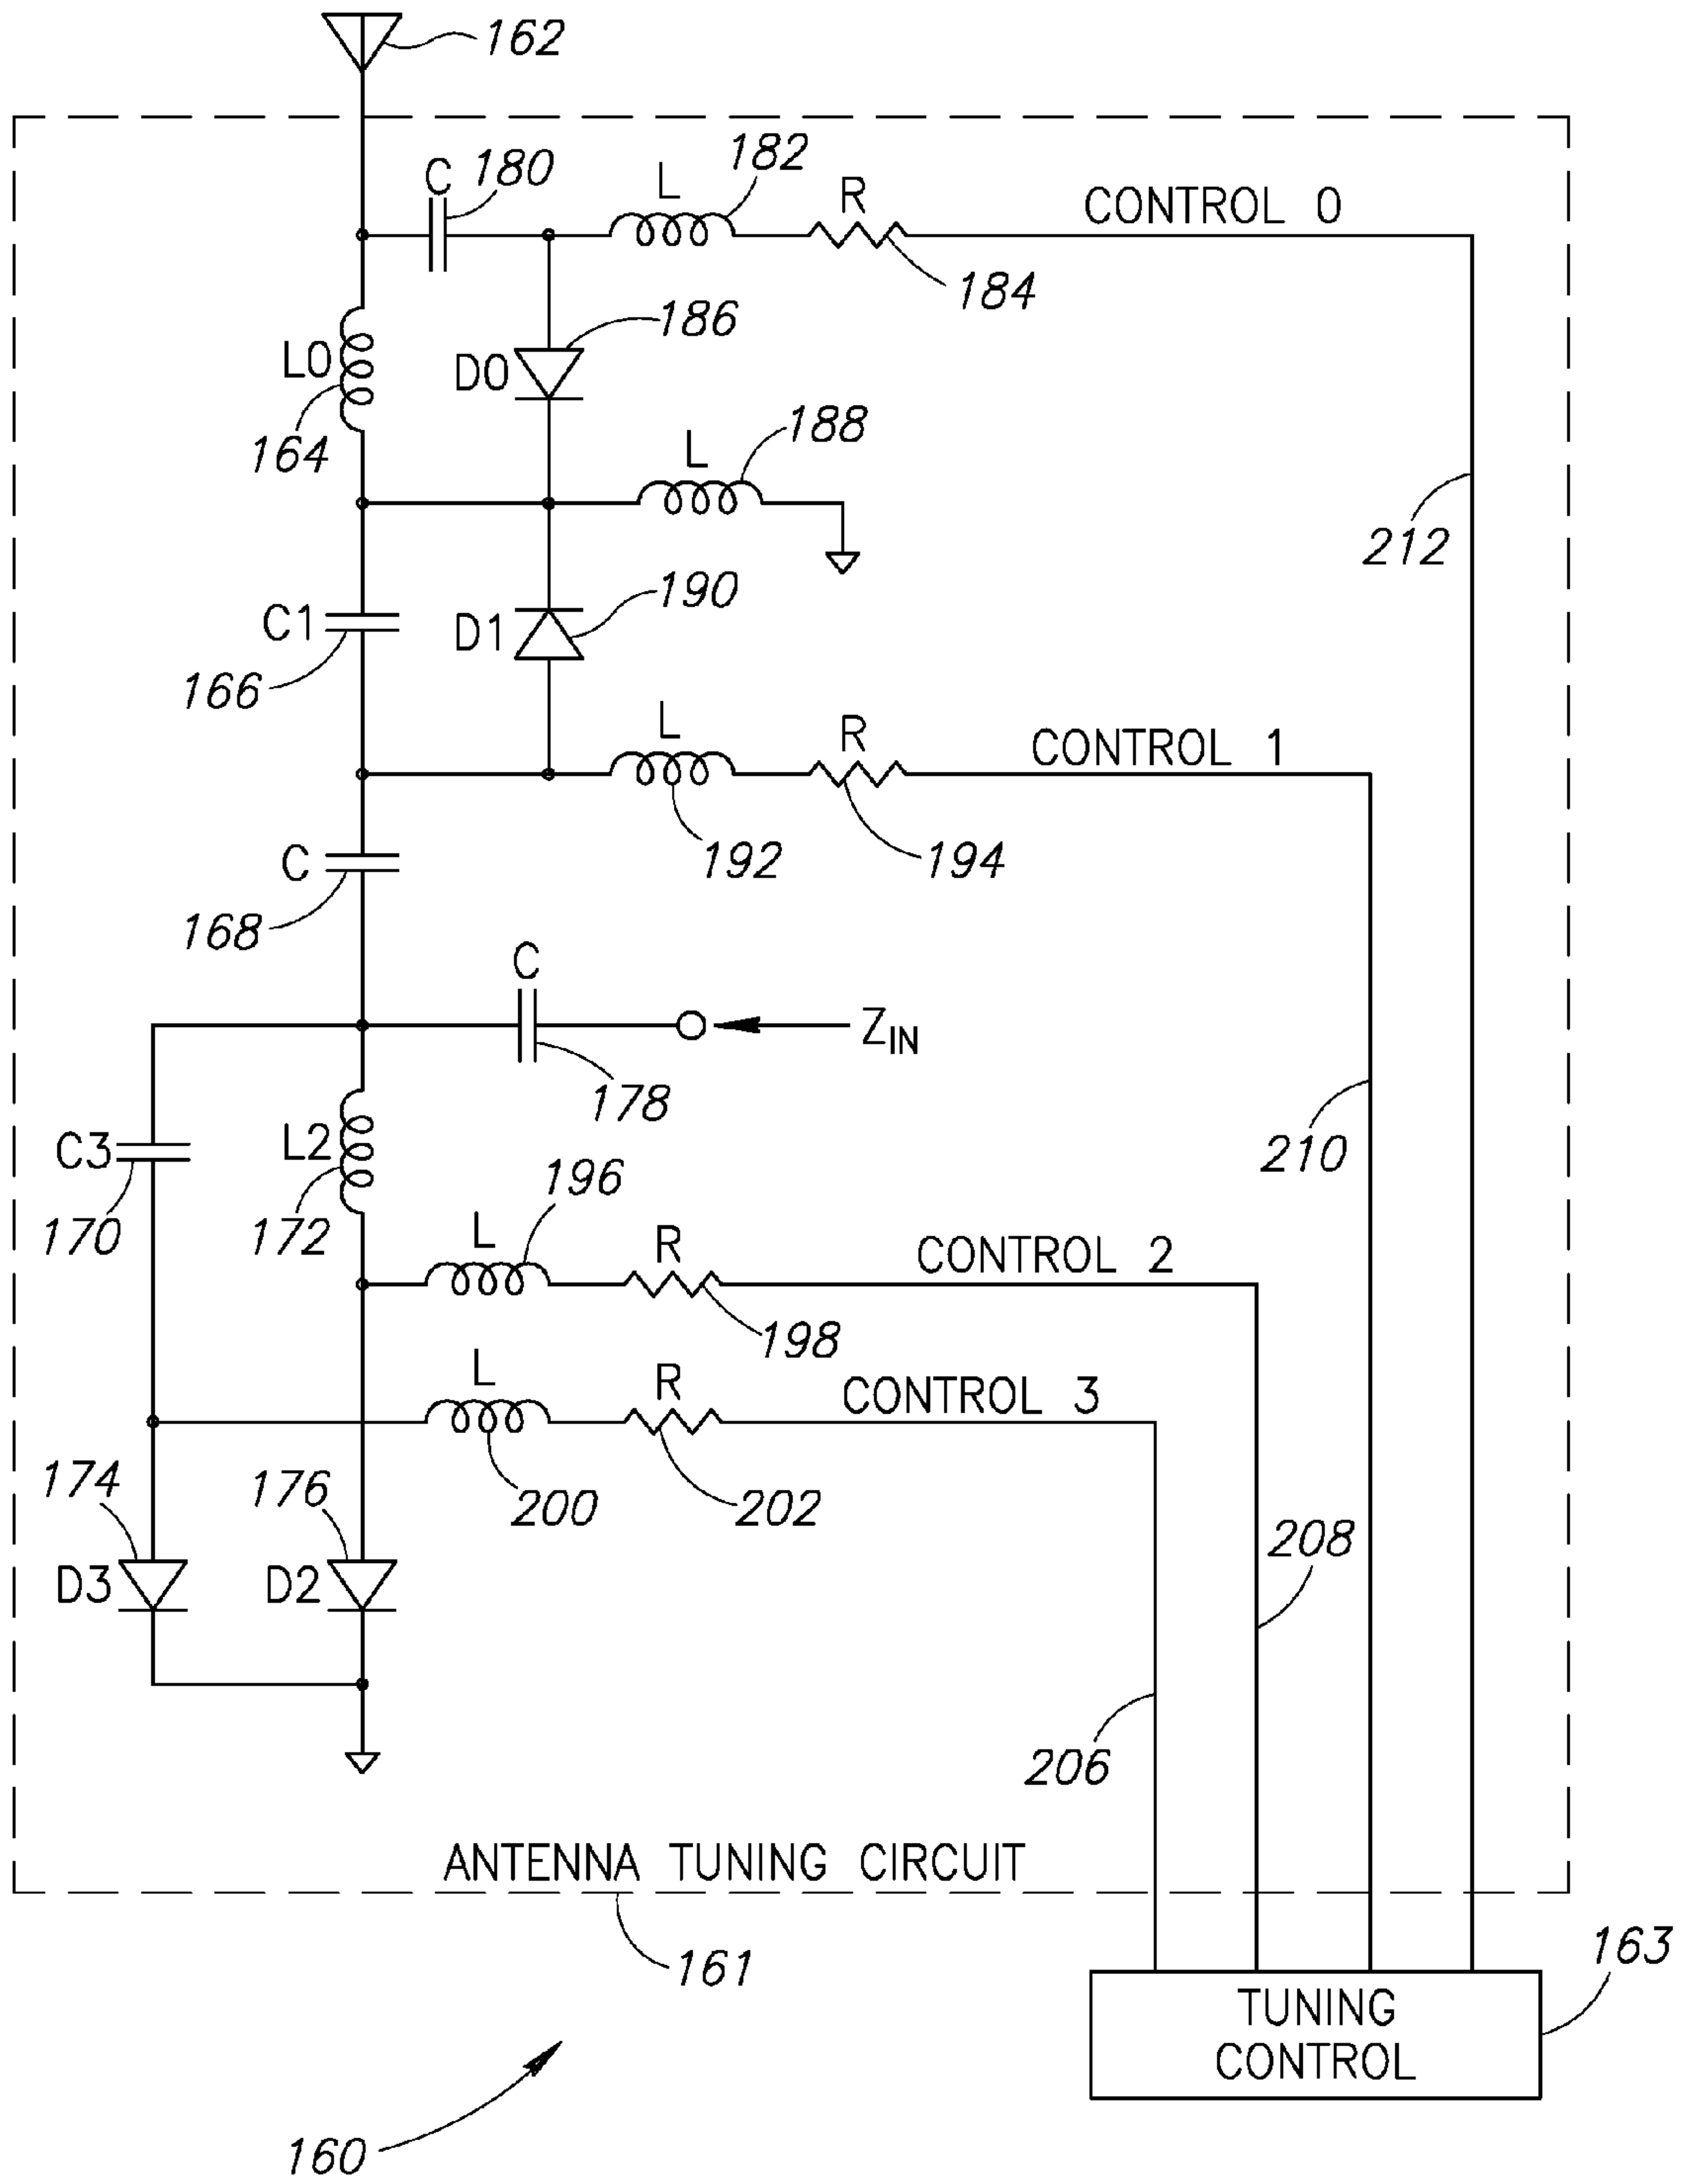 162
C 180
L 182
R
CONTROL 0
184
186
L0
D0
164
L 188
212
C1
D1
190
166
L
R
CONTROL 1
C
192
194
168
C
Z_IN
178
C3
L2
210
196
170
172
L
R
CONTROL 2
198
L
R
CONTROL 3
174
176
200
202
208
D3
D2
206
ANTENNA TUNING CIRCUIT
161
163
TUNING
CONTROL
160